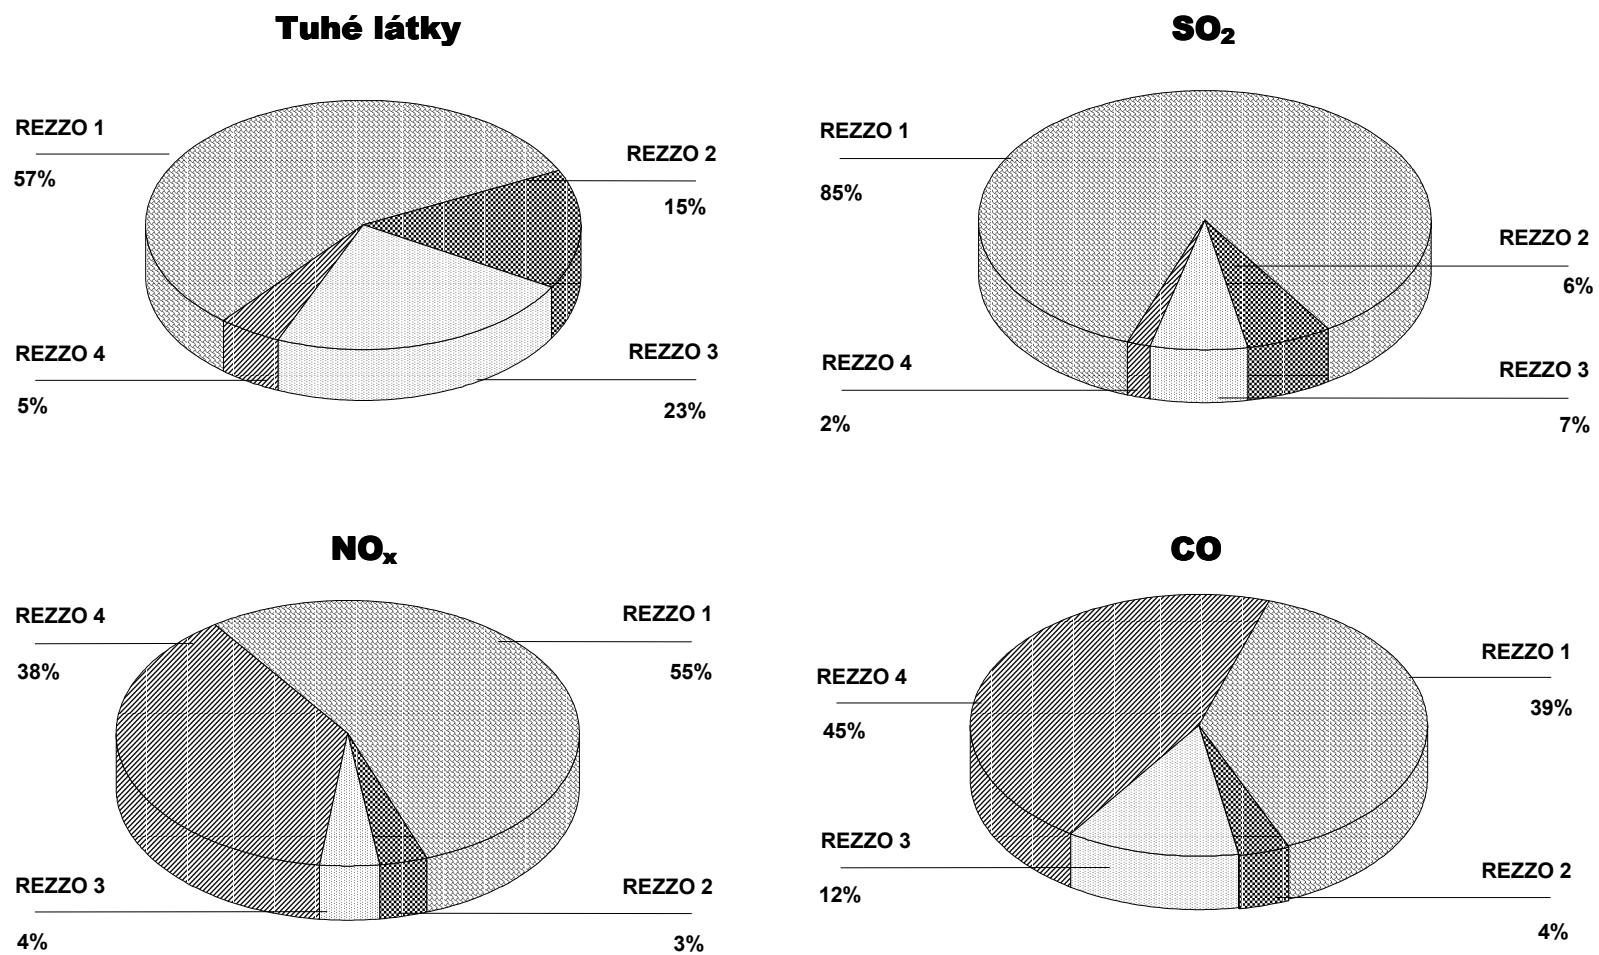 Tuhé látky
REZZO 1
57%
REZZO 2
15%
REZZO 4
5%
REZZO 3
23%
SO₂
REZZO 1
85%
REZZO 2
6%
REZZO 4
2%
REZZO 3
7%
NOₓ
REZZO 4
38%
REZZO 1
55%
REZZO 3
4%
REZZO 2
3%
CO
REZZO 4
45%
REZZO 1
39%
REZZO 3
12%
REZZO 2
4%